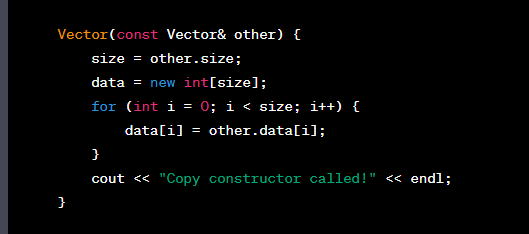 Vector(const Vector& other) {
size = other.size;
data = new int[size];
for (int i = 0; i < size; i++) {
data[i] = other.data[i];
}
cout << "Copy constructor called!" << endl;
}